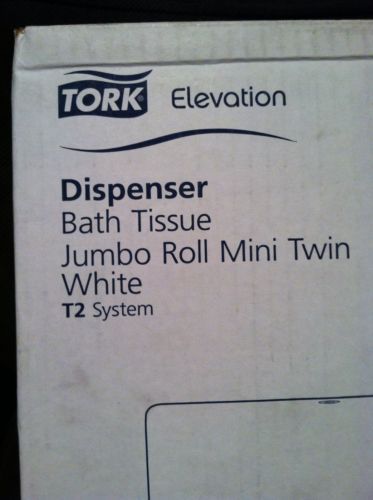 TORK Elevation
Dispenser
Bath Tissue
Jumbo Roll Mini Twin
White
T2 System